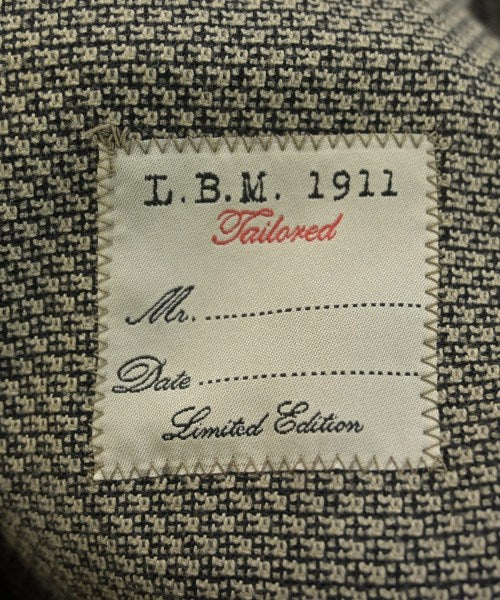 L.B.M. 1911
Tailored
Mr. ..............................
Date ..............................
Limited Edition